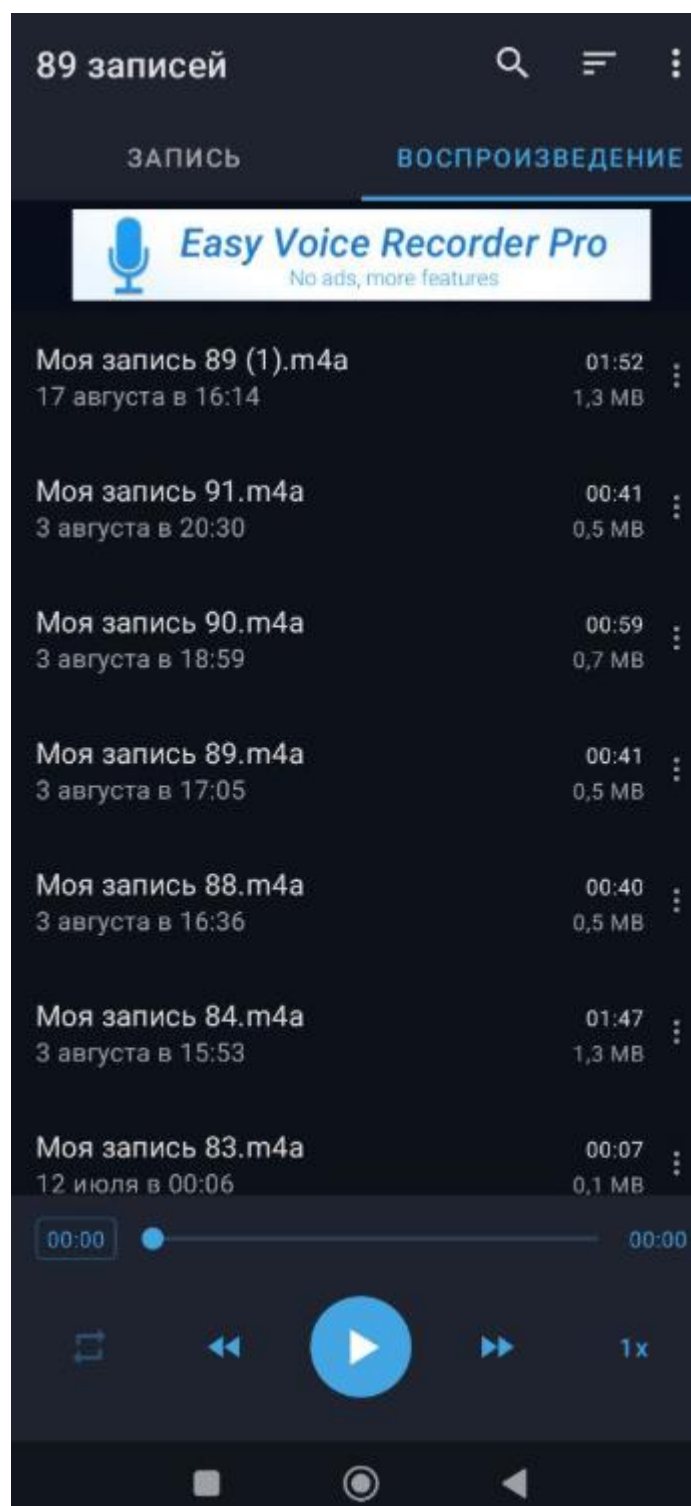 89 записей
ЗАПИСЬ ВОСПРОИЗВЕДЕНИЕ
Easy Voice Recorder Pro
No ads, more features
Моя запись 89 (1).m4a 01:52
17 августа в 16:14 1,3 MB
Моя запись 91.m4a 00:41
3 августа в 20:30 0,5 MB
Моя запись 90.m4a 00:59
3 августа в 18:59 0,7 MB
Моя запись 89.m4a 00:41
3 августа в 17:05 0,5 MB
Моя запись 88.m4a 00:40
3 августа в 16:36 0,5 MB
Моя запись 84.m4a 01:47
3 августа в 15:53 1,3 MB
Моя запись 83.m4a 00:07
12 июля в 00:06 0,1 MB
00:00 00:00
1x